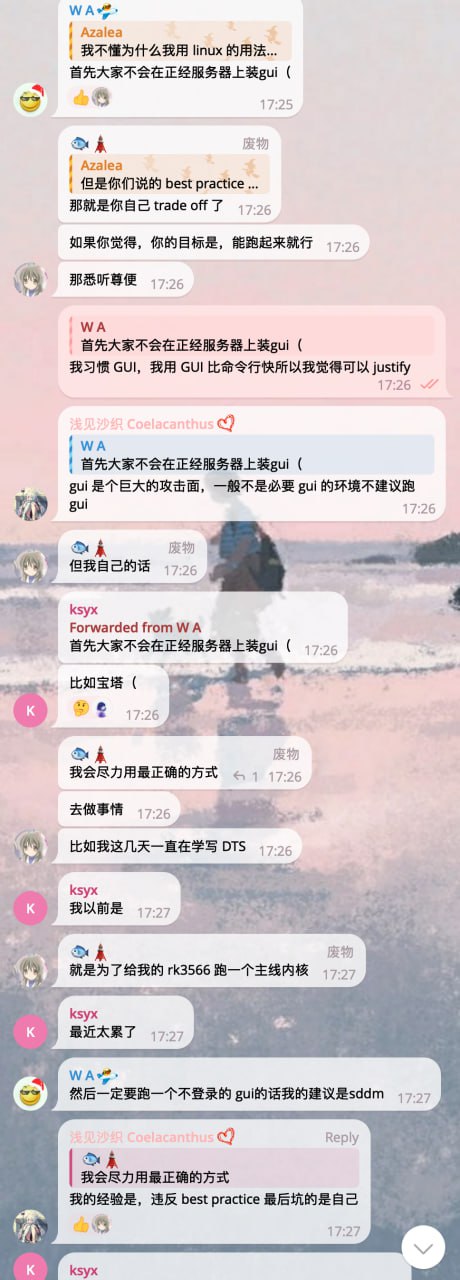 W A
Azalea
我不懂为什么我用 linux 的用法...
首先大家不会在正经服务器上装gui（
17:25
废物
Azalea
但是你们说的 best practice ...
那就是你自己 trade off 了
17:26
如果你觉得，你的目标是，能跑起来就行
17:26
那悉听尊便
17:26
W A
首先大家不会在正经服务器上装gui（
我习惯 GUI，我用 GUI 比命令行快所以我觉得可以 justify
17:26
浅见沙织 Coelacanthus
W A
首先大家不会在正经服务器上装gui（
gui 是个巨大的攻击面，一般不是必要 gui 的环境不建议跑
gui
17:26
废物
但我自己的话
17:26
ksyx
Forwarded from W A
首先大家不会在正经服务器上装gui（
17:26
比如宝塔（
17:26
K
废物
我会尽力用最正确的方式
1 17:26
去做事情
17:26
比如我这几天一直在学写 DTS
17:26
ksyx
我以前是
17:27
K
废物
就是为了给我的 rk3566 跑一个主线内核
17:27
ksyx
最近太累了
17:27
K
W A
然后一定要跑一个不登录的 gui的话我的建议是sddm
17:27
浅见沙织 Coelacanthus
Reply
我会尽力用最正确的方式
我的经验是，违反 best practice 最后坑的是自己
17:27
ksyx
K